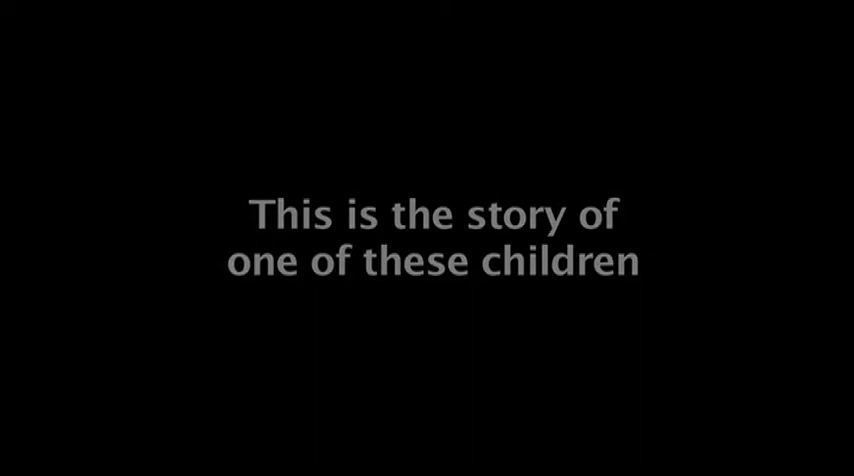 This is the story of
one of these children